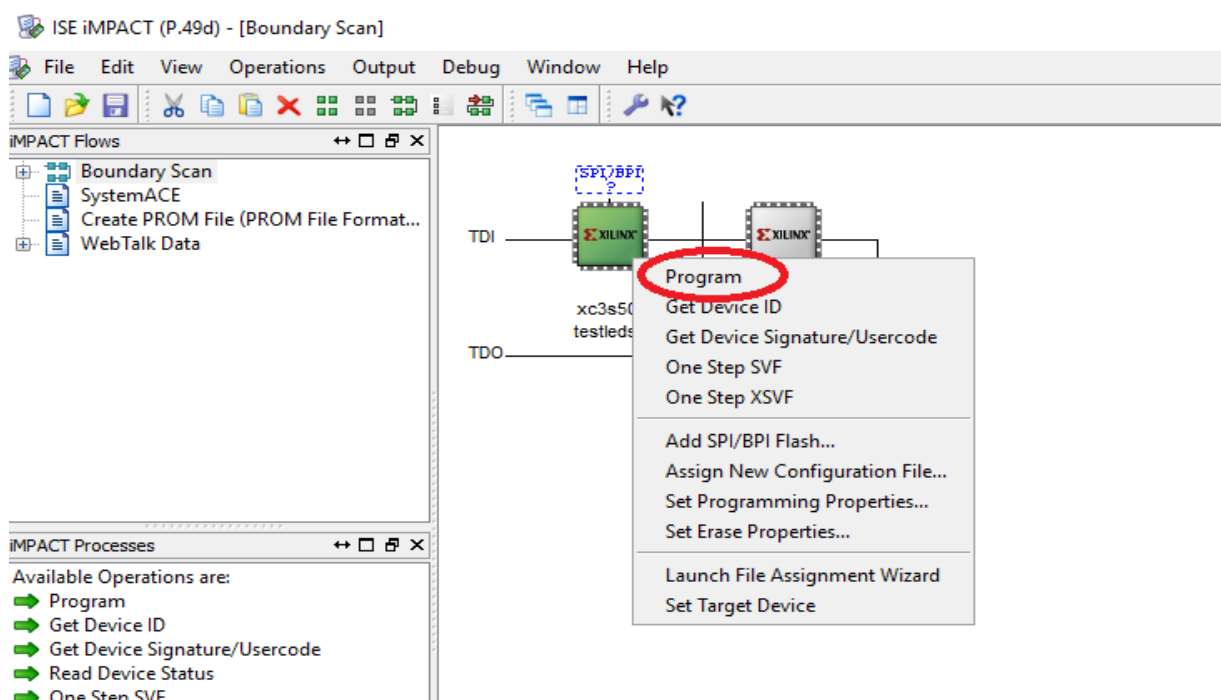 ISE iMPACT (P.49d) - [Boundary Scan]
File Edit View Operations Output Debug Window Help
iMPACT Flows
Boundary Scan
SystemACE
Create PROM File (PROM File Format...
WebTalk Data
SPI/BPI
?
TDI
XILINX
XILINX
xc3s50
testleds
TDO
Program
Get Device ID
Get Device Signature/Usercode
One Step SVF
One Step XSVF
Add SPI/BPI Flash...
Assign New Configuration File...
Set Programming Properties...
Set Erase Properties...
Launch File Assignment Wizard
Set Target Device
iMPACT Processes
Available Operations are:
Program
Get Device ID
Get Device Signature/Usercode
Read Device Status
One Step SVF